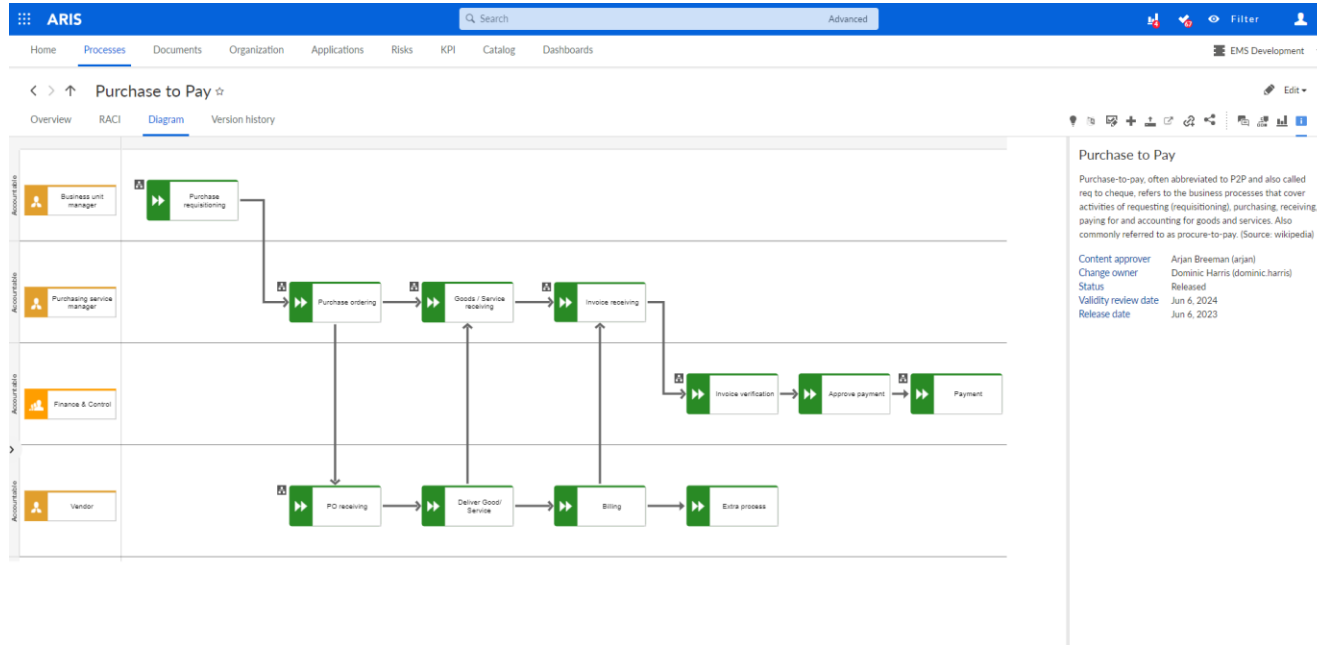 ARIS
Search
Advanced
4
67
Filter
Home
Processes
Documents
Organization
Applications
Risks
KPI
Catalog
Dashboards
EMS Development
Purchase to Pay
Edit
Overview
RACI
Diagram
Version history
Accountable
Business unit
manager
Purchase
requisitioning
Accountable
Purchasing service
manager
Purchase ordering
Goods / Service
receiving
Invoice receiving
Accountable
Finance & Control
Invoice verification
Approve payment
Payment
Accountable
Vendor
PO receiving
Deliver Good/
Service
Billing
Extra process
Purchase to Pay
Purchase-to-pay, often abbreviated to P2P and also called
req to cheque, refers to the business processes that cover
activities of requesting (requisitioning), purchasing, receiving,
paying for and accounting for goods and services. Also
commonly referred to as procure-to-pay. (Source: wikipedia)
Content approver Arjan Breeman (arjan)
Change owner Dominic Harris (dominic.harris)
Status Released
Validity review date Jun 6, 2024
Release date Jun 6, 2023